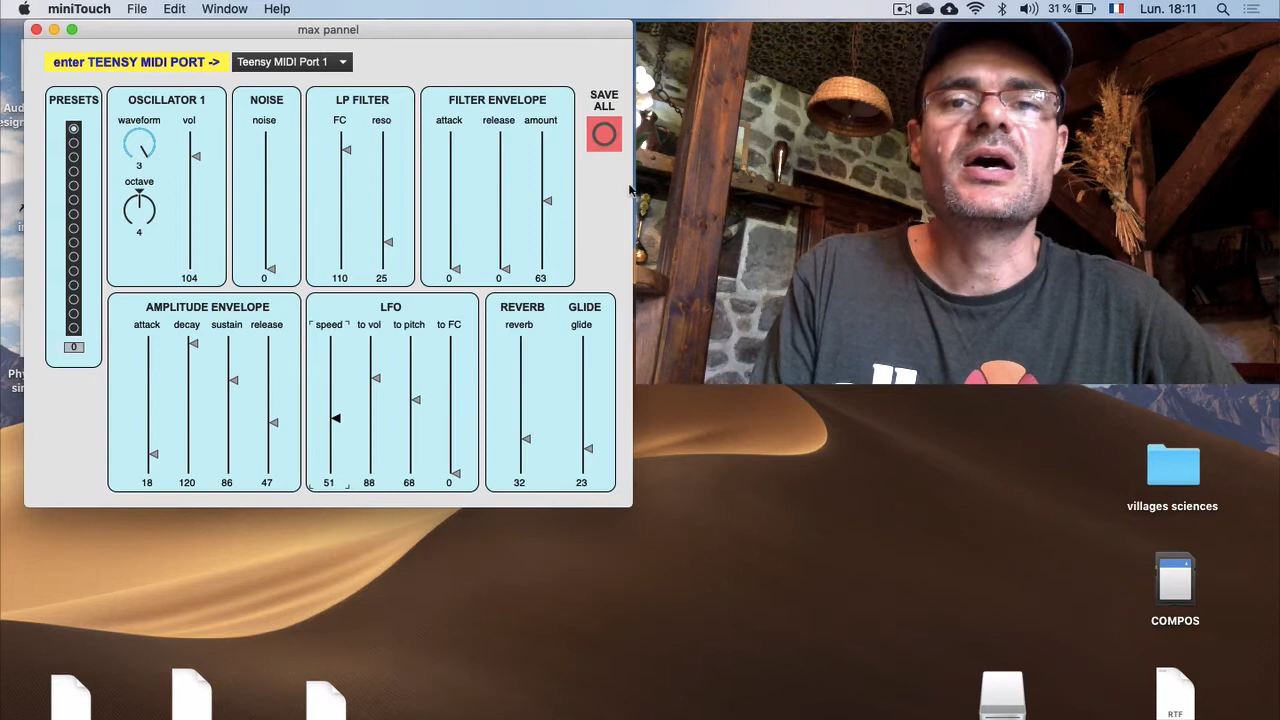 miniTouch File Edit Window Help
31 % Lun. 18:11
max pannel
enter TEENSY MIDI PORT -> Teensy MIDI Port 1
PRESETS
0
OSCILLATOR 1
waveform vol
3
octave
4
104
NOISE
noise
0
LP FILTER
FC reso
110 25
FILTER ENVELOPE
attack release amount
0 0 63
SAVE
ALL
AMPLITUDE ENVELOPE
attack decay sustain release
18 120 86 47
LFO
speed to vol to pitch to FC
51 88 68 0
REVERB GLIDE
reverb glide
32 23
villages sciences
COMPOS
RTF